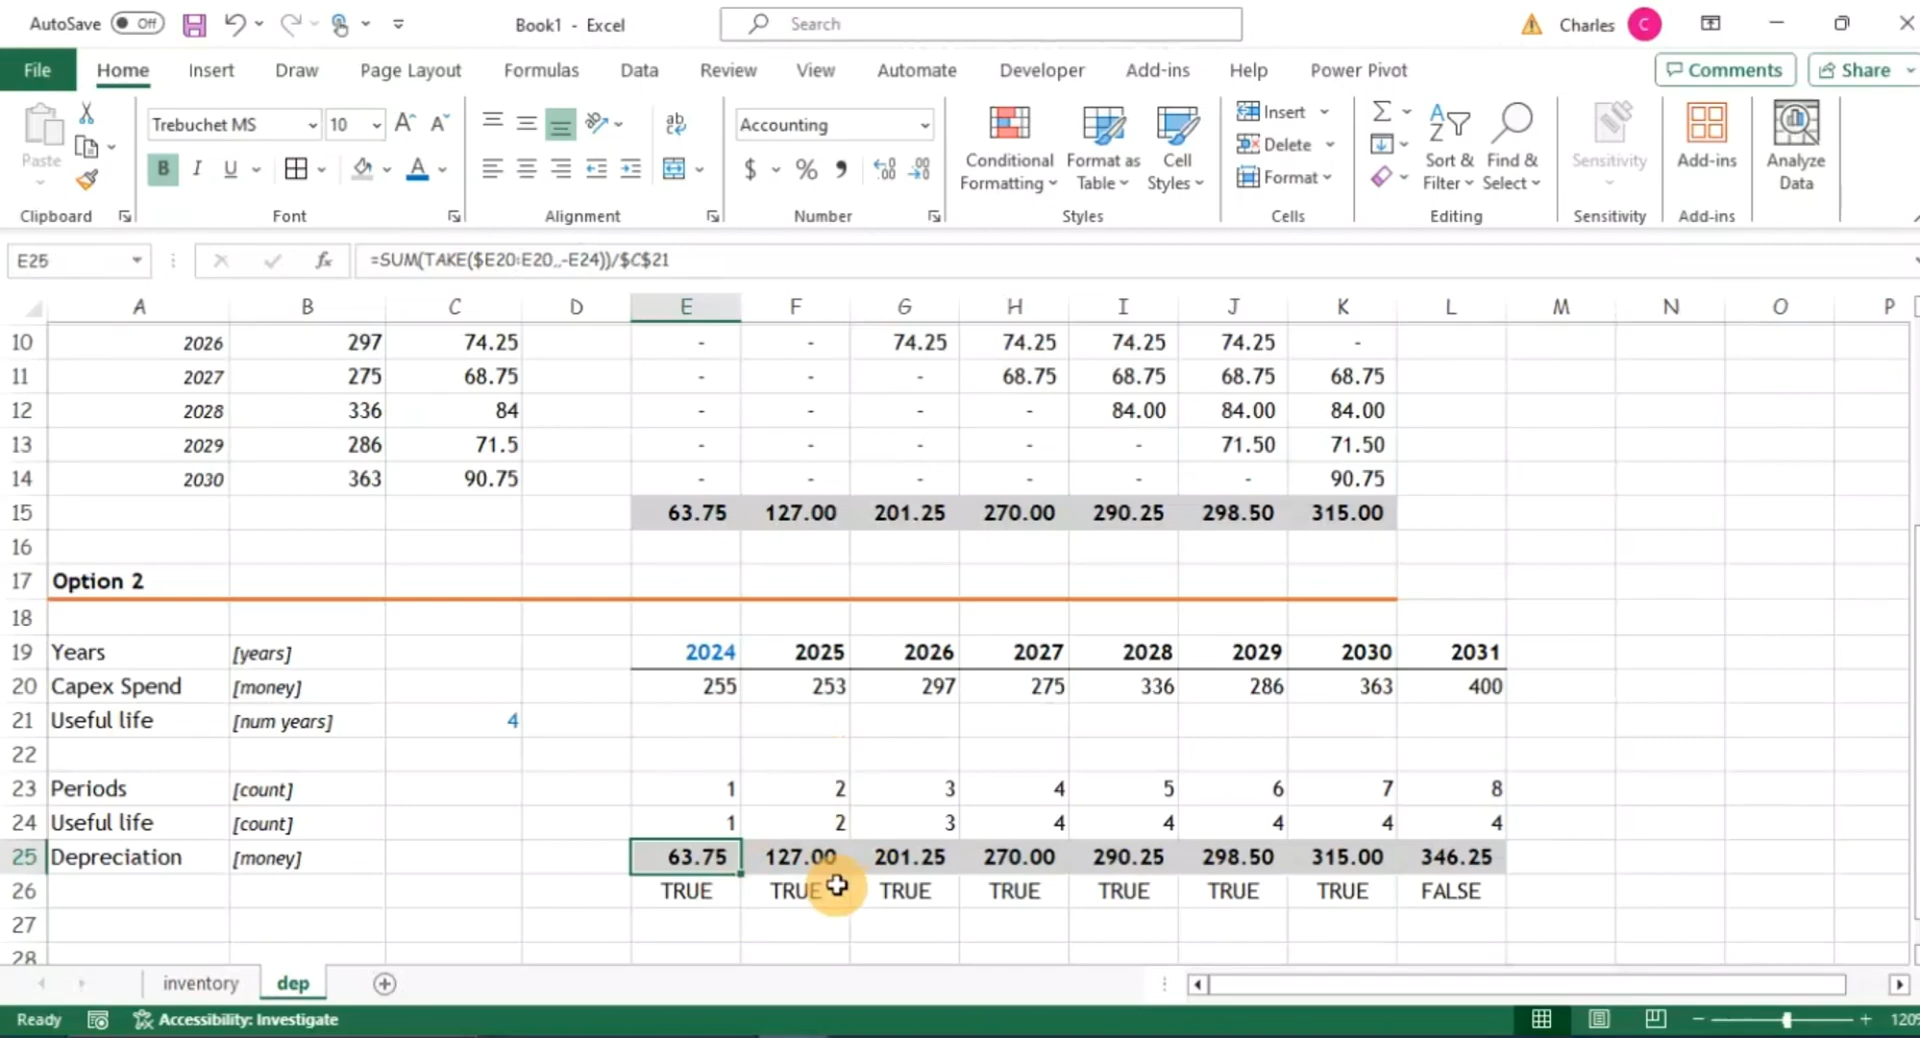 AutoSave Off Book1 - Excel Search Charles C
File Home Insert Draw Page Layout Formulas Data Review View Automate Developer Add-ins Help Power Pivot Comments Share
Paste Trebuchet MS 10 A A B I U A ab Accounting $ % Conditional Formatting Format as Table Cell Styles Insert Delete Format Sort & Filter Find & Select Sensitivity Add-ins Analyze Data
Clipboard Font Alignment Number Styles Cells Editing Sensitivity Add-ins
E25 fx =SUM(TAKE($E20:E20,,-E24))/$C$21
A B C D E F G H I J K L M N O P
10 2026 297 74.25 - - 74.25 74.25 74.25 74.25 -
11 2027 275 68.75 - - - 68.75 68.75 68.75 68.75
12 2028 336 84 - - - - 84.00 84.00 84.00
13 2029 286 71.5 - - - - - 71.50 71.50
14 2030 363 90.75 - - - - - - 90.75
15 63.75 127.00 201.25 270.00 290.25 298.50 315.00
16
17 Option 2
18
19 Years [years] 2024 2025 2026 2027 2028 2029 2030 2031
20 Capex Spend [money] 255 253 297 275 336 286 363 400
21 Useful life [num years] 4
22
23 Periods [count] 1 2 3 4 5 6 7 8
24 Useful life [count] 1 2 3 4 4 4 4 4
25 Depreciation [money] 63.75 127.00 201.25 270.00 290.25 298.50 315.00 346.25
26 TRUE TRUE TRUE TRUE TRUE TRUE TRUE FALSE
27
28
inventory dep
Ready Accessibility: Investigate 120%